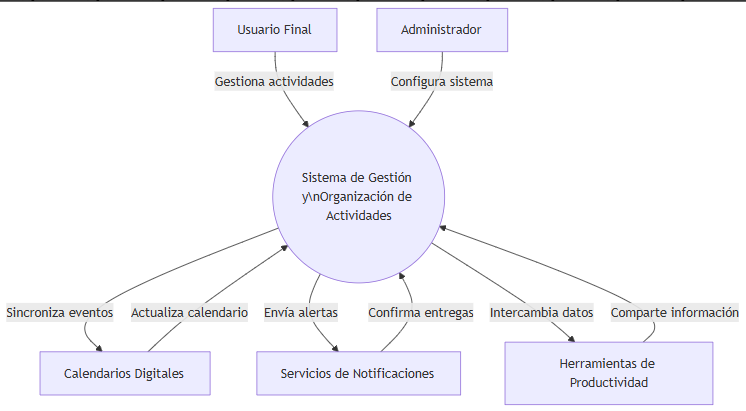 Usuario Final
Administrador
Gestiona actividades
Configura sistema
Sistema de Gestión
y\nOrganización de
Actividades
Sincroniza eventos
Actualiza calendario
Envía alertas
Confirma entregas
Intercambia datos
Comparte información
Calendarios Digitales
Servicios de Notificaciones
Herramientas de
Productividad